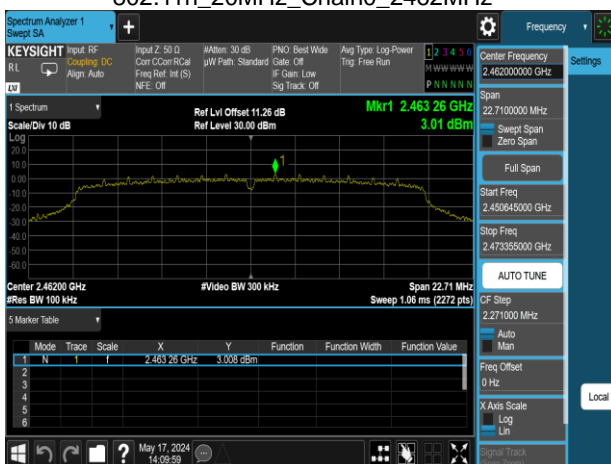 802.11n_20MHz_Chain0_2462MHz
Spectrum Analyzer 1
Swept SA
Frequency
KEYSIGHT
RL
Input: RF
Coupling: DC
Align: Auto
Input Z: 50 Ω
Corr CCorr RCal
Freq Ref: Int (S)
NFE: Off
#Atten: 30 dB
µW Path: Standard
PNO: Best Wide
Gate: Off
IF Gain: Low
Sig Track: Off
Avg Type: Log-Power
Trig: Free Run
1 2 3 4 5 6
M W W W W W
P N N N N N
Center Frequency
2.462000000 GHz
Settings
Span
22.7100000 MHz
Swept Span
Zero Span
Full Span
Start Freq
2.450645000 GHz
Stop Freq
2.473355000 GHz
AUTO TUNE
CF Step
2.271000 MHz
Auto
Man
Freq Offset
0 Hz
X Axis Scale
Log
Lin
Signal Track
Local
1 Spectrum
Scale/Div 10 dB
Ref Lvl Offset 11.26 dB
Ref Level 30.00 dBm
Mkr1 2.463 26 GHz
3.01 dBm
Log
20.0
10.0
0.00
-10.0
-20.0
-30.0
-40.0
-50.0
-60.0
1
Center 2.46200 GHz
#Video BW 300 kHz
Span 22.71 MHz
#Res BW 100 kHz
Sweep 1.06 ms (2272 pts)
5 Marker Table
Mode Trace Scale X Y Function Function Width Function Value
1 N 1 f 2.463 26 GHz 3.008 dBm
2
3
4
5
6
May 17, 2024
14:09:59